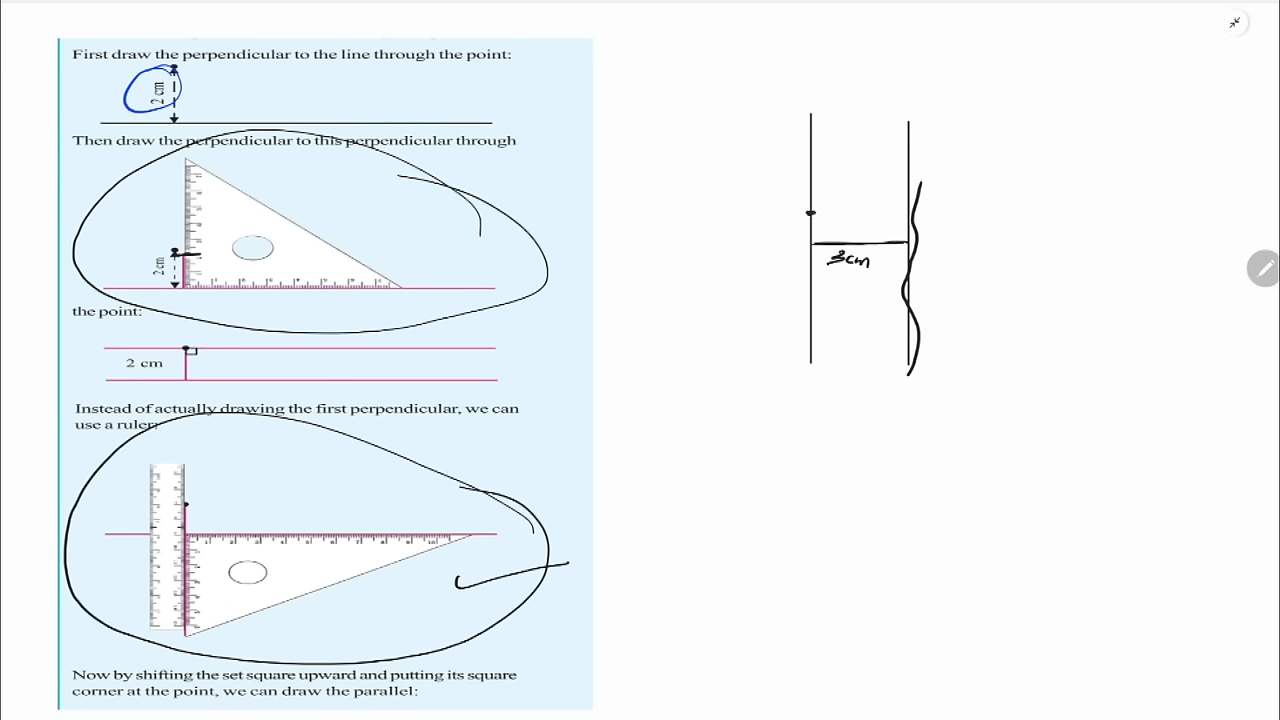 First draw the perpendicular to the line through the point:
2 cm
Then draw the perpendicular to this perpendicular through
2 cm
the point:
2 cm
Instead of actually drawing the first perpendicular, we can
use a ruler:
Now by shifting the set square upward and putting its square
corner at the point, we can draw the parallel:
3cm